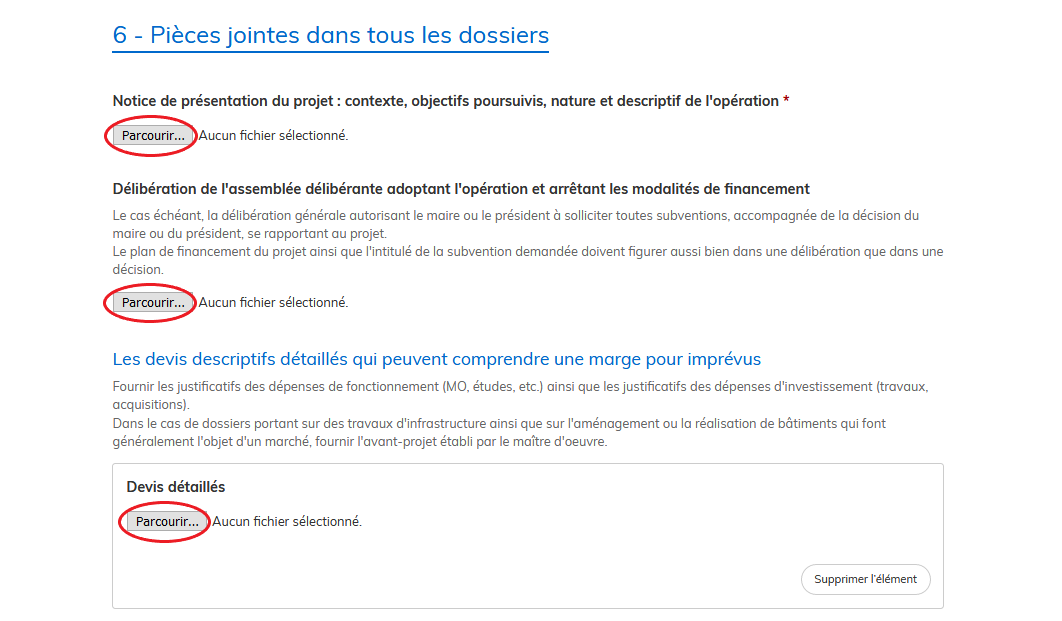 6 - Pièces jointes dans tous les dossiers
Notice de présentation du projet : contexte, objectifs poursuivis, nature et descriptif de l'opération *
Parcourir... Aucun fichier sélectionné.
Délibération de l'assemblée délibérante adoptant l'opération et arrêtant les modalités de financement
Le cas échéant, la délibération générale autorisant le maire ou le président à solliciter toutes subventions, accompagnée de la décision du
maire ou du président, se rapportant au projet.
Le plan de financement du projet ainsi que l'intitulé de la subvention demandée doivent figurer aussi bien dans une délibération que dans une
décision.
Parcourir... Aucun fichier sélectionné.
Les devis descriptifs détaillés qui peuvent comprendre une marge pour imprévus
Fournir les justificatifs des dépenses de fonctionnement (MO, études, etc.) ainsi que les justificatifs des dépenses d'investissement (travaux,
acquisitions).
Dans le cas de dossiers portant sur des travaux d'infrastructure ainsi que sur l'aménagement ou la réalisation de bâtiments qui font
généralement l'objet d'un marché, fournir l'avant-projet établi par le maître d'oeuvre.
Devis détaillés
Parcourir... Aucun fichier sélectionné.
Supprimer l'élément